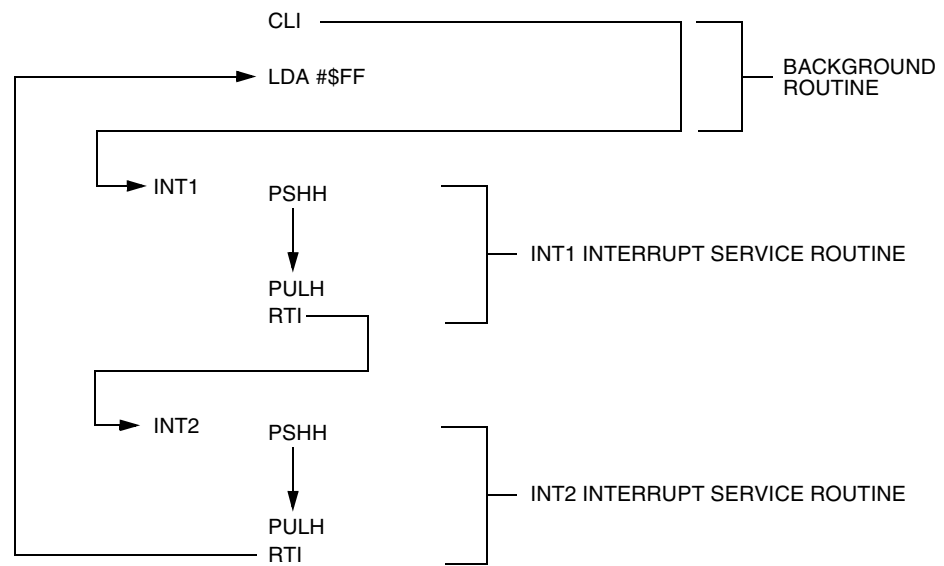 CLI
LDA #$FF
BACKGROUND
ROUTINE
INT1
PSHH
INT1 INTERRUPT SERVICE ROUTINE
PULH
RTI
INT2
PSHH
INT2 INTERRUPT SERVICE ROUTINE
PULH
RTI